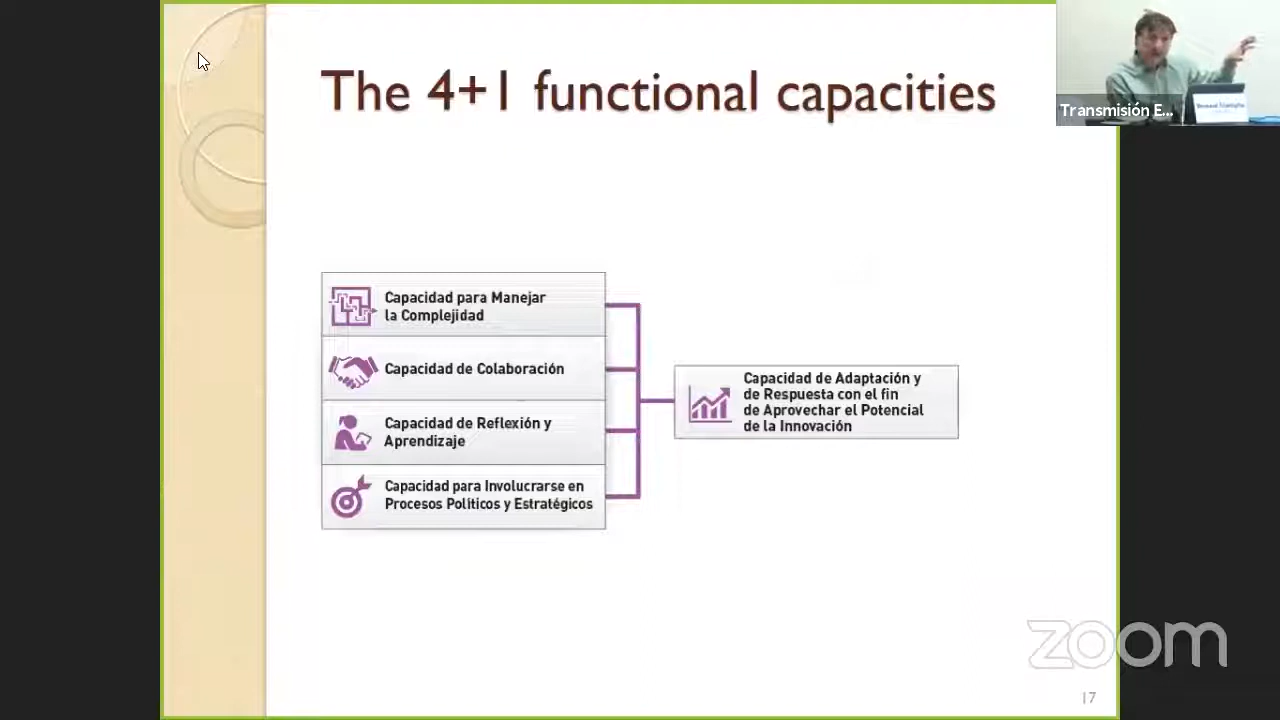 The 4+1 functional capacities
Transmisión E...
Capacidad para Manejar
la Complejidad
Capacidad de Colaboración
Capacidad de Reflexión y
Aprendizaje
Capacidad para Involucrarse en
Procesos Políticos y Estratégicos
Capacidad de Adaptación y
de Respuesta con el fin
de Aprovechar el Potencial
de la Innovación
zoom
17